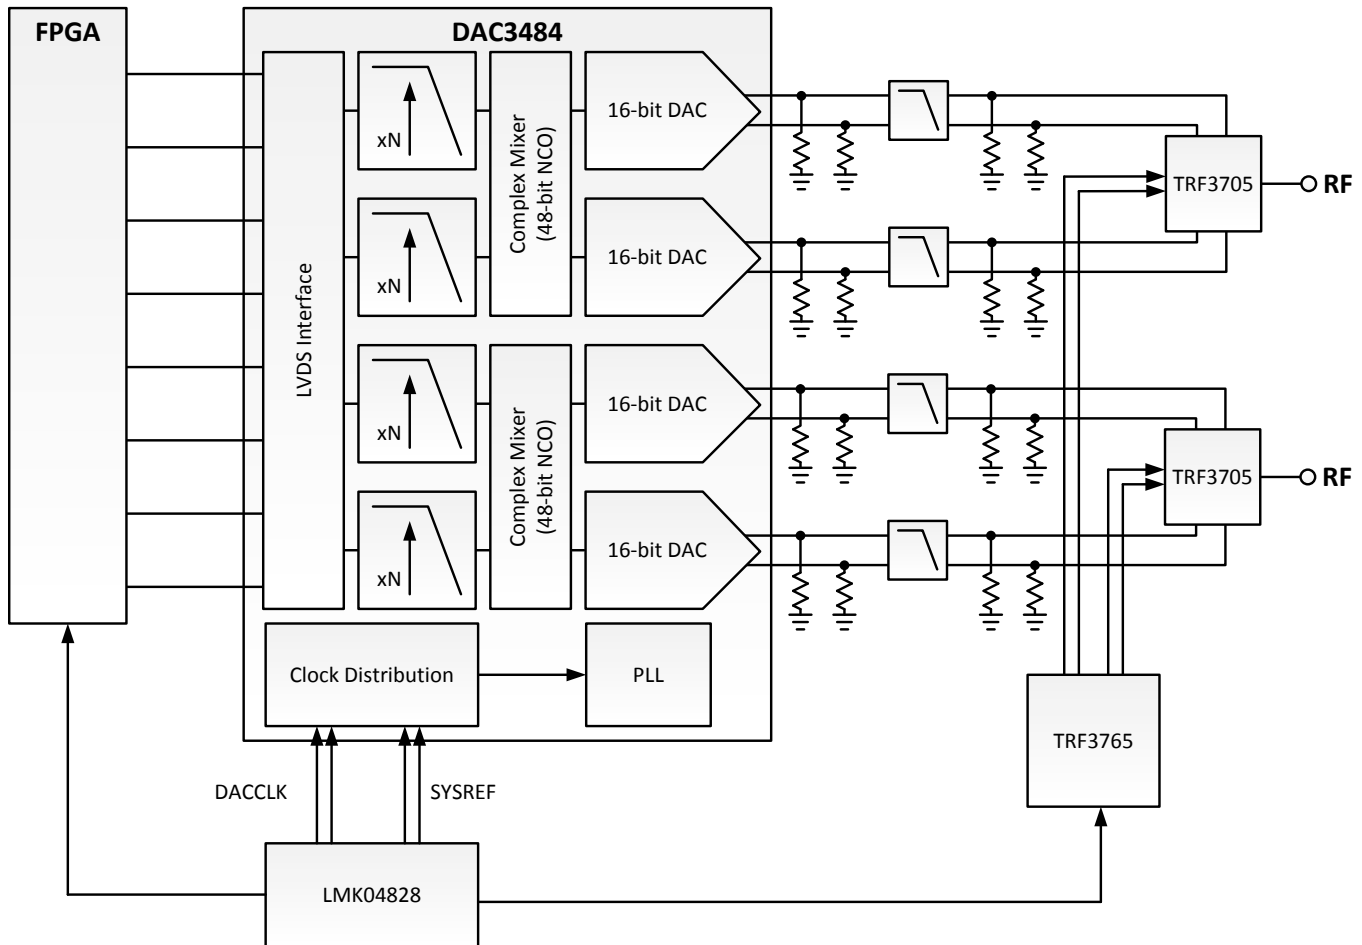 FPGA
DAC3484
LVDS Interface
xN
Complex Mixer
(48-bit NCO)
16-bit DAC
xN
16-bit DAC
TRF3705
RF
xN
Complex Mixer
(48-bit NCO)
16-bit DAC
xN
16-bit DAC
TRF3705
RF
Clock Distribution
PLL
TRF3765
DACCLK
SYSREF
LMK04828